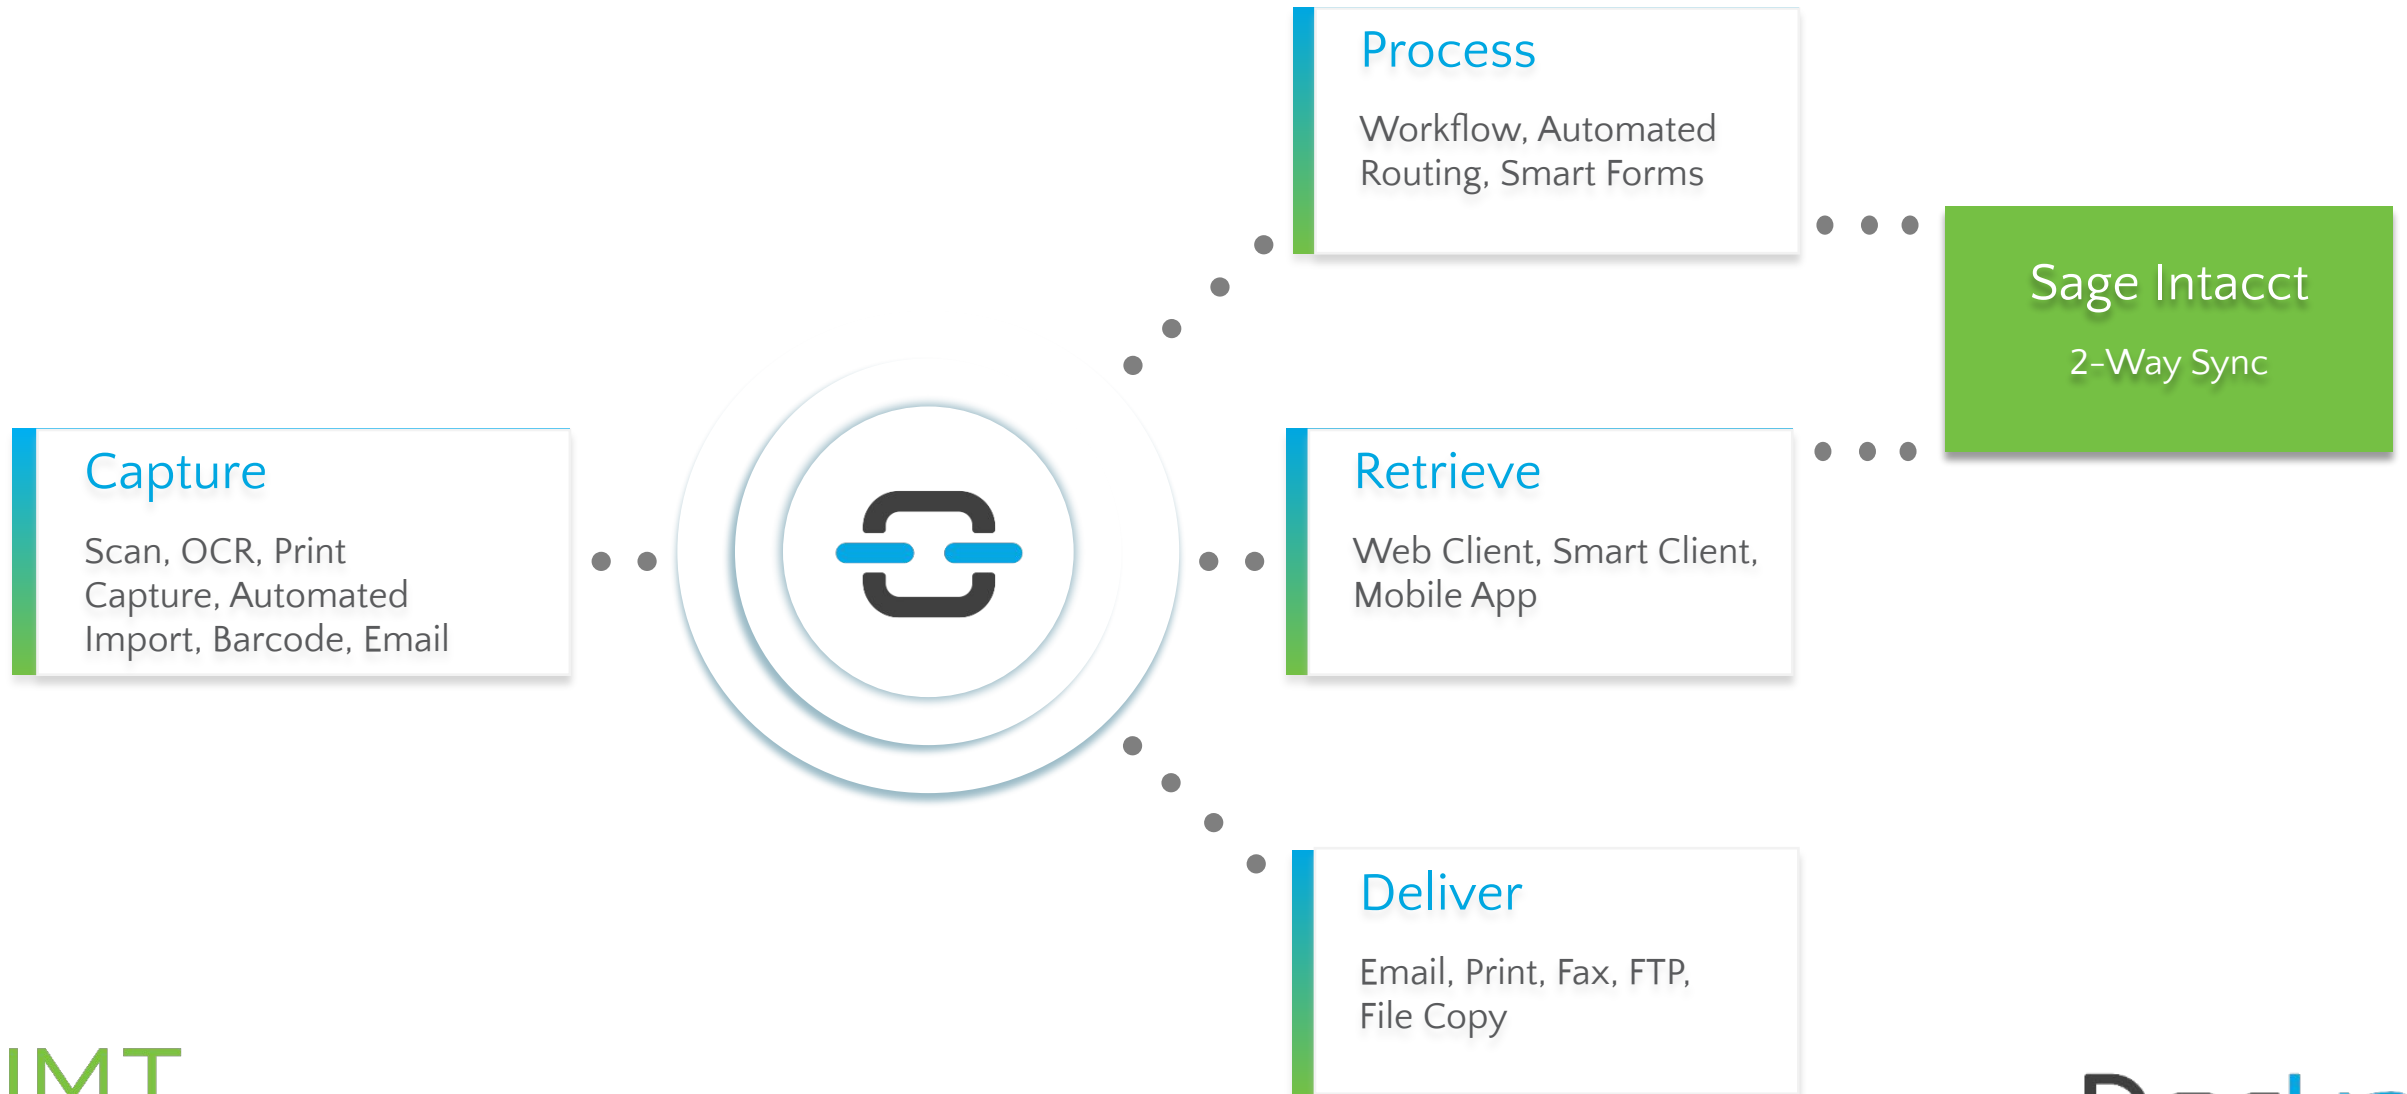 Process
Workflow, Automated
Routing, Smart Forms
Sage Intacct
2-Way Sync
Capture
Scan, OCR, Print
Capture, Automated
Import, Barcode, Email
Retrieve
Web Client, Smart Client,
Mobile App
Deliver
Email, Print, Fax, FTP,
File Copy
IMT